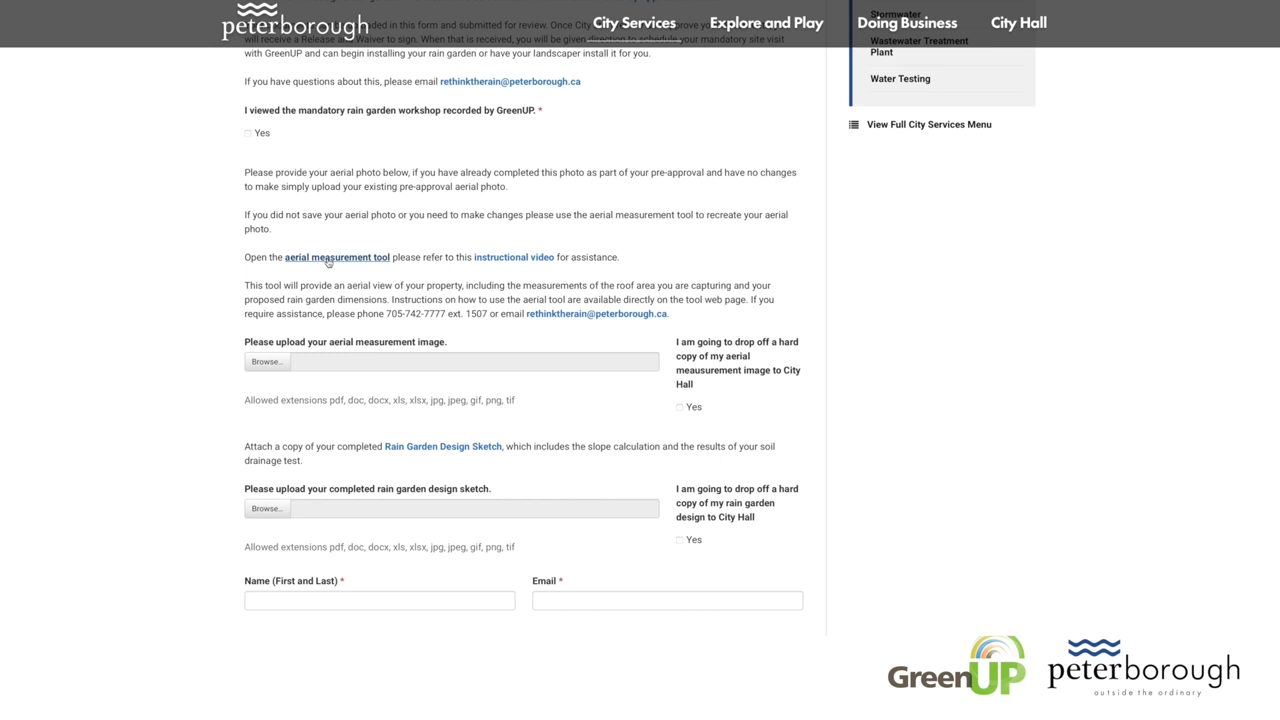 peterborough
City Services
Explore and Play
Doing Business
City Hall
will receive a Release and Waiver to sign. When that is received, you will be given direction to schedule your mandatory site visit
with GreenUP and can begin installing your rain garden or have your landscaper install it for you.
If you have questions about this, please email rethinktherain@peterborough.ca
I viewed the mandatory rain garden workshop recorded by GreenUP. *
Yes
Please provide your aerial photo below, if you have already completed this photo as part of your pre-approval and have no changes
to make simply upload your existing pre-approval aerial photo.
If you did not save your aerial photo or you need to make changes please use the aerial measurement tool to recreate your aerial
photo.
Open the aerial measurement tool please refer to this instructional video for assistance.
This tool will provide an aerial view of your property, including the measurements of the roof area you are capturing and your
proposed rain garden dimensions. Instructions on how to use the aerial tool are available directly on the tool web page. If you
require assistance, please phone 705-742-7777 ext. 1507 or email rethinktherain@peterborough.ca.
Please upload your aerial measurement image.
Browse...
Allowed extensions pdf, doc, docx, xls, xlsx, jpg, jpeg, gif, png, tif
I am going to drop off a hard
copy of my aerial
meausurement image to City
Hall
Yes
Attach a copy of your completed Rain Garden Design Sketch, which includes the slope calculation and the results of your soil
drainage test.
Please upload your completed rain garden design sketch.
Browse...
Allowed extensions pdf, doc, docx, xls, xlsx, jpg, jpeg, gif, png, tif
I am going to drop off a hard
copy of my rain garden
design to City Hall
Yes
Name (First and Last) *
Email *
Stormwater
Wastewater Treatment
Plant
Water Testing
View Full City Services Menu
GreenUP
peterborough
outside the ordinary